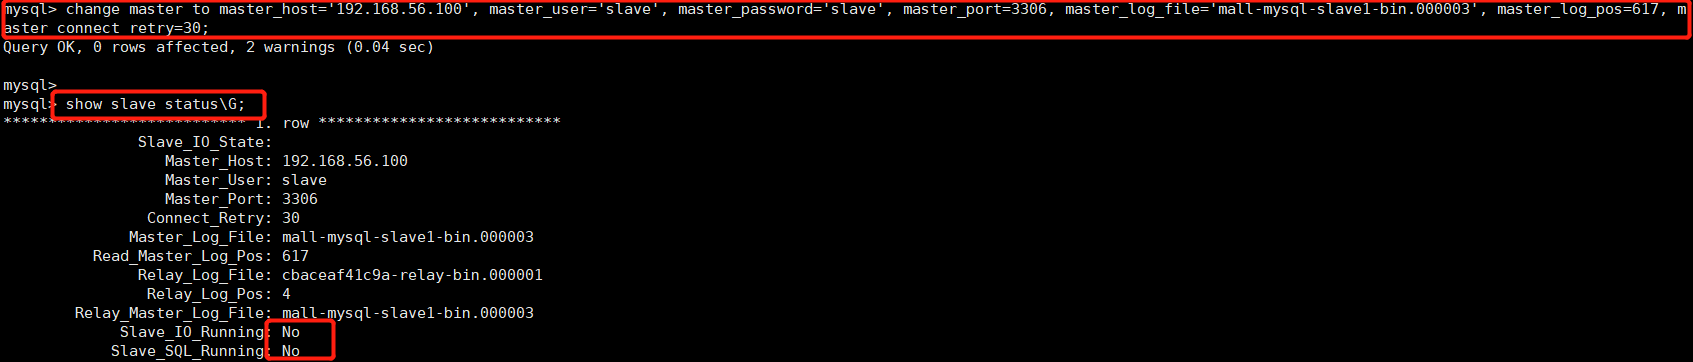 mysql> change master to master_host='192.168.56.100', master_user='slave', master_password='slave', master_port=3306, master_log_file='mall-mysql-slave1-bin.000003', master_log_pos=617, m
aster_connect_retry=30;
Query OK, 0 rows affected, 2 warnings (0.04 sec)
mysql>
mysql> show slave status\G;
*************************** 1. row ***************************
Slave_IO_State:
Master_Host: 192.168.56.100
Master_User: slave
Master_Port: 3306
Connect_Retry: 30
Master_Log_File: mall-mysql-slave1-bin.000003
Read_Master_Log_Pos: 617
Relay_Log_File: cbaceaf41c9a-relay-bin.000001
Relay_Log_Pos: 4
Relay_Master_Log_File: mall-mysql-slave1-bin.000003
Slave_IO_Running: No
Slave_SQL_Running: No